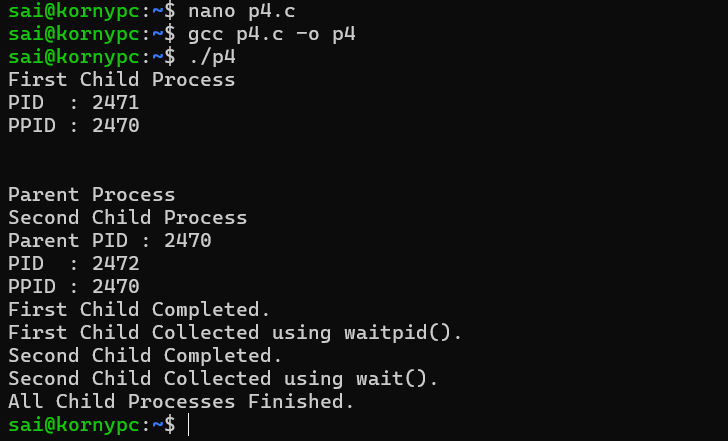 sai@kornypc:~$ nano p4.c
sai@kornypc:~$ gcc p4.c -o p4
sai@kornypc:~$ ./p4
First Child Process
PID  : 2471
PPID : 2470
Parent Process
Second Child Process
Parent PID : 2470
PID  : 2472
PPID : 2470
First Child Completed.
First Child Collected using waitpid().
Second Child Completed.
Second Child Collected using wait().
All Child Processes Finished.
sai@kornypc:~$